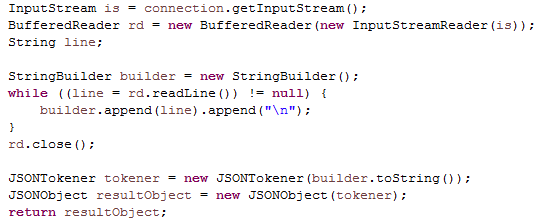 InputStream is = connection.getInputStream();
BufferedReader rd = new BufferedReader(new InputStreamReader(is));
String line;

StringBuilder builder = new StringBuilder();
while ((line = rd.readLine()) != null) {
    builder.append(line).append("\n");
}
rd.close();

JSONTokener tokener = new JSONTokener(builder.toString());
JSONObject resultObject = new JSONObject(tokener);
return resultObject;